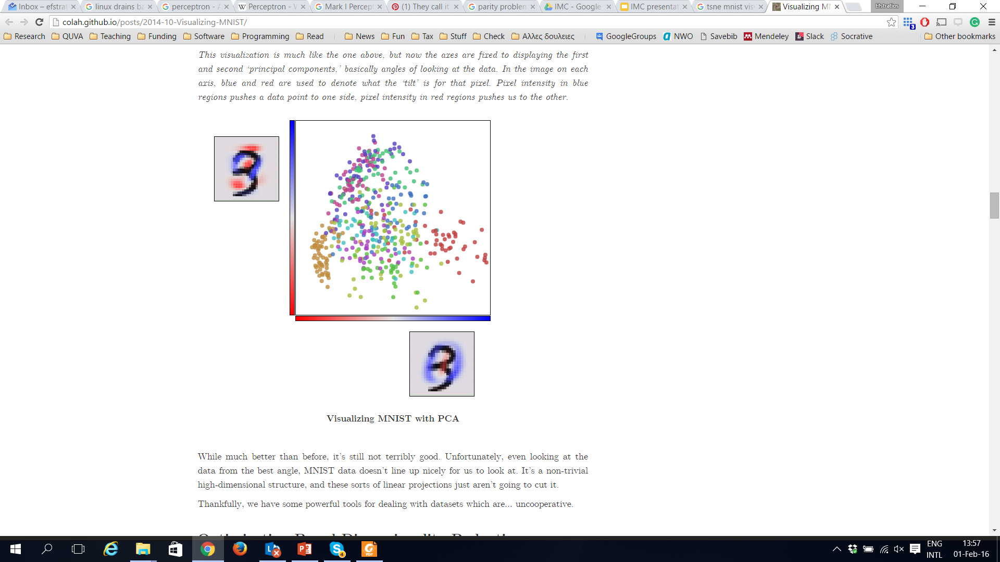 Inbox – efstrat
linux drains ba
perceptron - A
Perceptron - W
Mark I Percept
(1) They call it
parity problem
IMC - Google
IMC presentat
tsne mnist visu
Visualizing MN
Efstratios
colah.github.io/posts/2014-10-Visualizing-MNIST/
3
Research QUVA Teaching Funding Software Programming Read News Fun Tax Stuff Check Αλλες δουλειες GoogleGroups NWO Savebib Mendeley Slack Socrative Other bookmarks
This visualization is much like the one above, but now the axes are fixed to displaying the first
and second ‘principal components,’ basically angles of looking at the data. In the image on each
axis, blue and red are used to denote what the ‘tilt’ is for that pixel. Pixel intensity in blue
regions pushes a data point to one side, pixel intensity in red regions pushes us to the other.
Visualizing MNIST with PCA
While much better than before, it’s still not terribly good. Unfortunately, even looking at the
data from the best angle, MNIST data doesn’t line up nicely for us to look at. It’s a non-trivial
high-dimensional structure, and these sorts of linear projections just aren’t going to cut it.
Thankfully, we have some powerful tools for dealing with datasets which are... uncooperative.
4
PDF
ENG
INTL
13:57
01-Feb-16